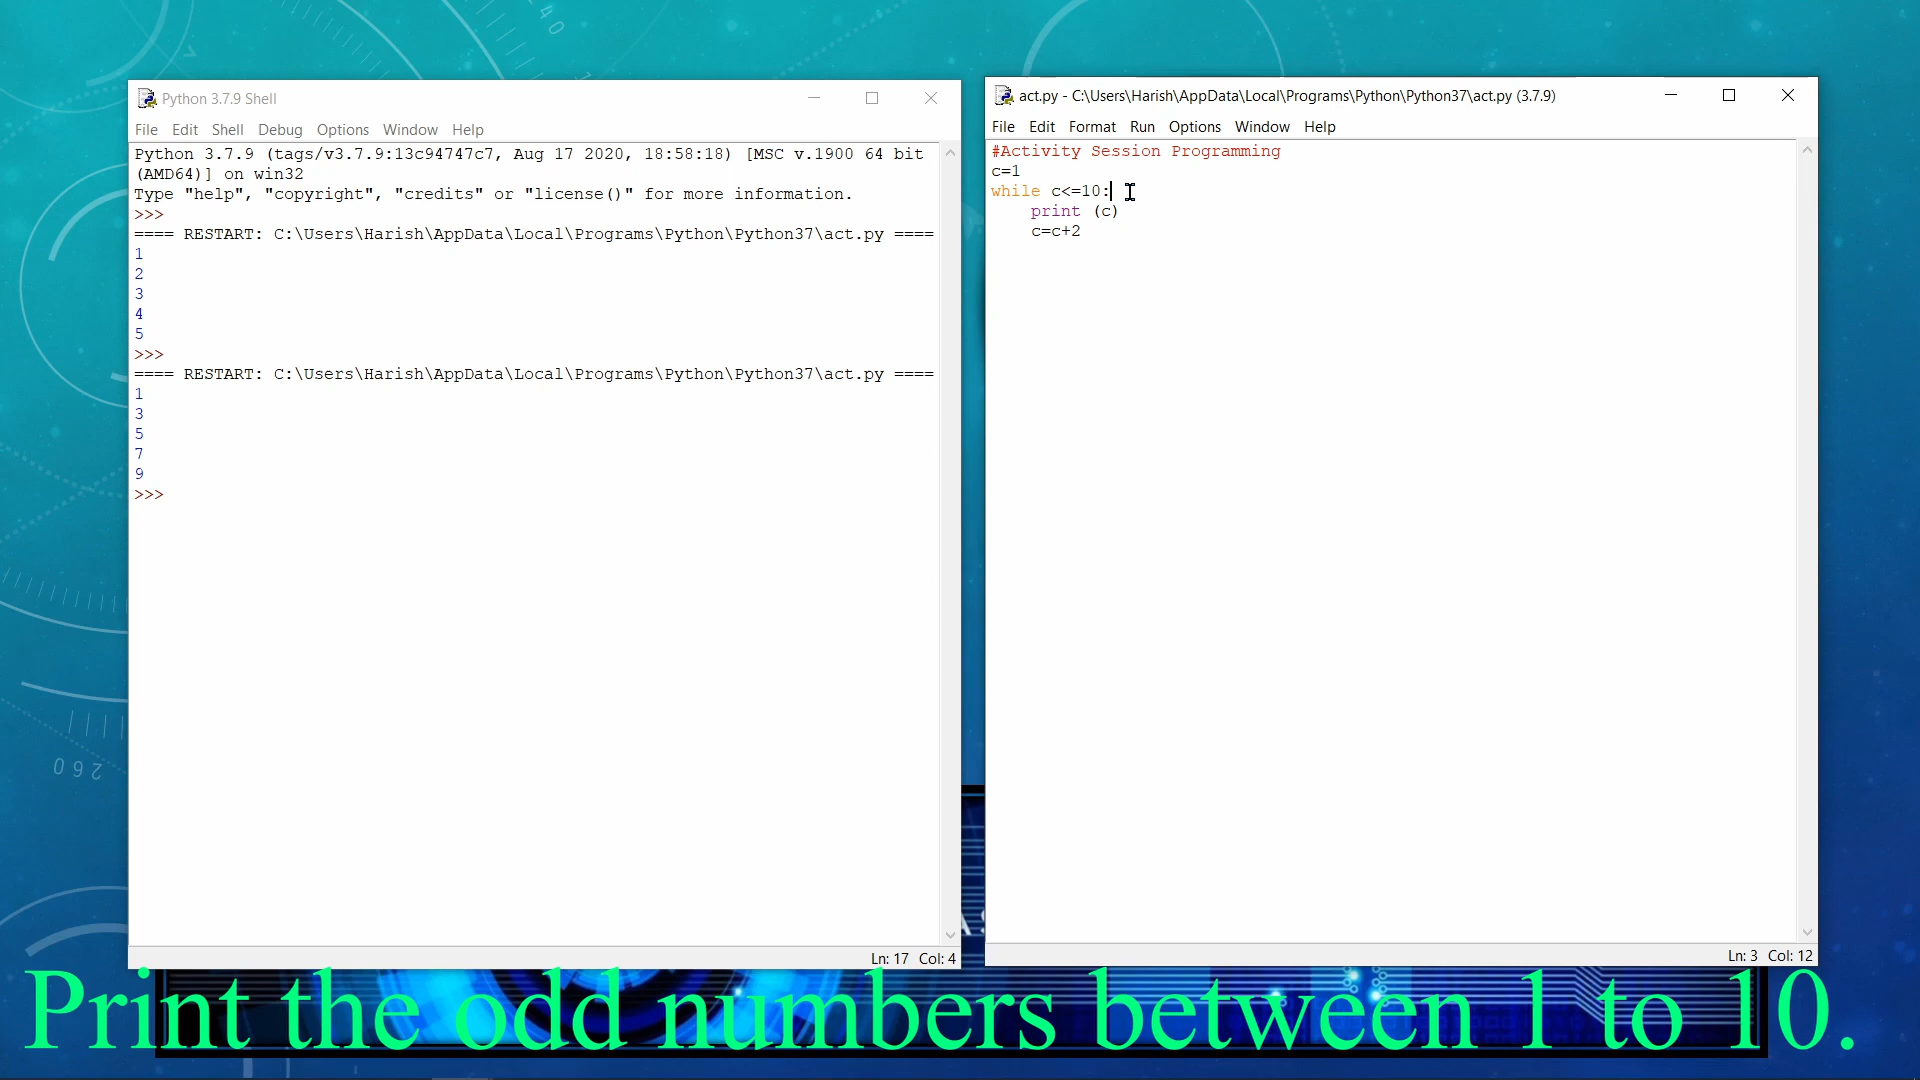 Python 3.7.9 Shell
File Edit Shell Debug Options Window Help
Python 3.7.9 (tags/v3.7.9:13c94747c7, Aug 17 2020, 18:58:18) [MSC v.1900 64 bit
(AMD64)] on win32
Type "help", "copyright", "credits" or "license()" for more information.
>>>
==== RESTART: C:\Users\Harish\AppData\Local\Programs\Python\Python37\act.py ====
1
2
3
4
5
>>>
==== RESTART: C:\Users\Harish\AppData\Local\Programs\Python\Python37\act.py ====
1
3
5
7
9
>>>
Ln: 17 Col: 4
act.py - C:\Users\Harish\AppData\Local\Programs\Python\Python37\act.py (3.7.9)
File Edit Format Run Options Window Help
#Activity Session Programming
c=1
while c<=10:
    print (c)
    c=c+2
Ln: 3 Col: 12
260
40
Print the odd numbers between 1 to 10.